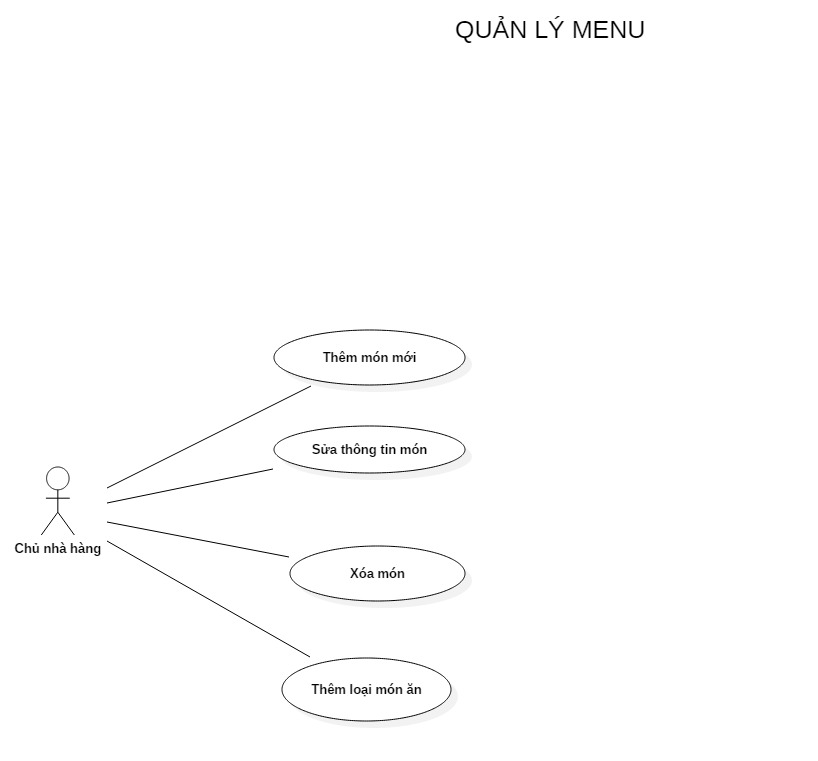 QUẢN LÝ MENU
Thêm món mới
Sửa thông tin món
Chủ nhà hàng
Xóa món
Thêm loại món ăn